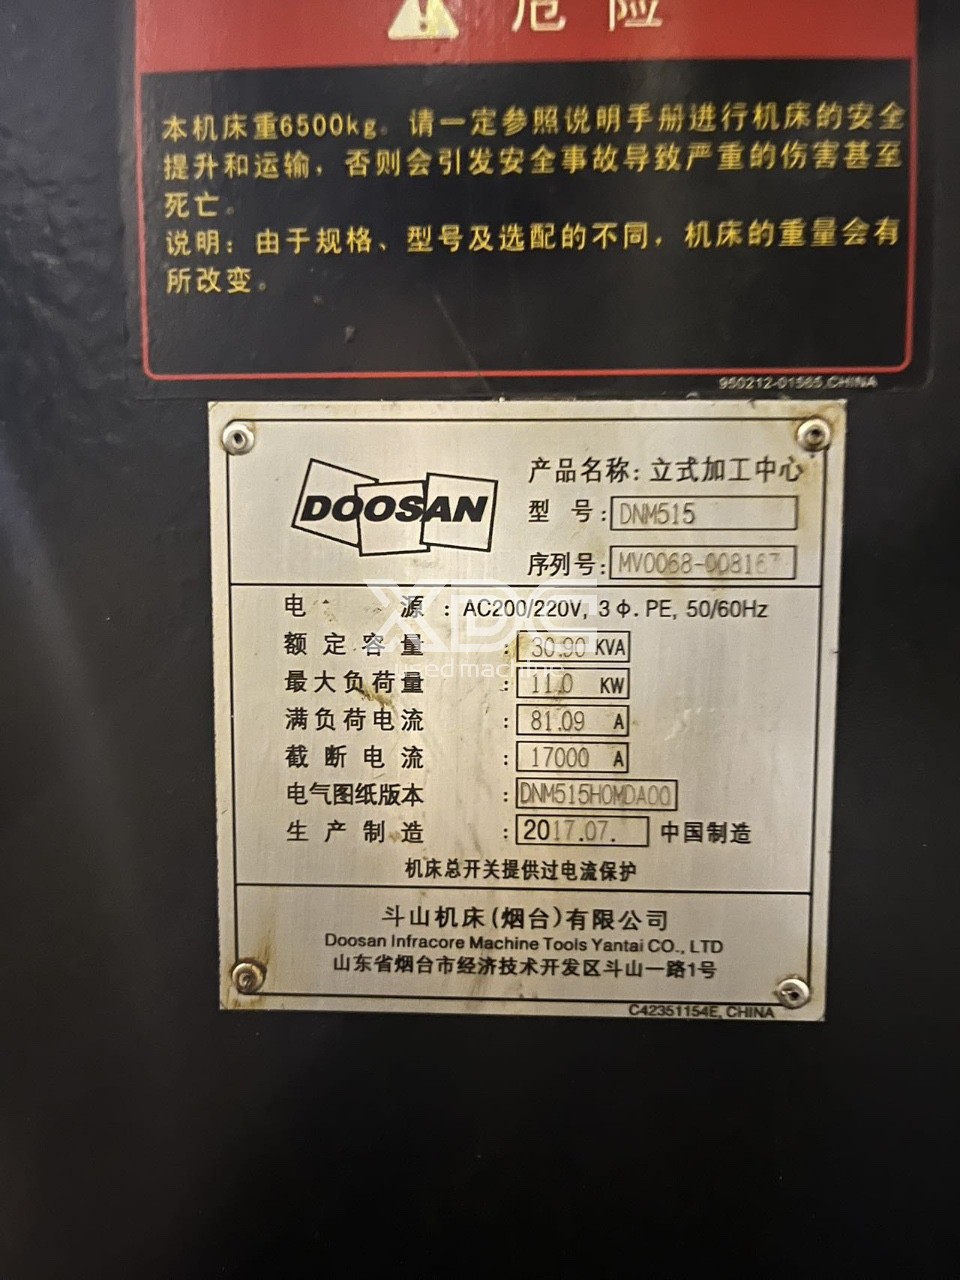 危险
本机床重6500kg。请一定参照说明手册进行机床的安全
提升和运输，否则会引发安全事故导致严重的伤害甚至
死亡。
说明：由于规格、型号及选配的不同，机床的重量会有
所改变。
950212-01565 CHINA
DOOSAN
产品名称：立式加工中心
型 号：DNM515
序列号：MV0068-008167
电 源：AC200/220V, 3 Φ. PE, 50/60Hz
额定容量：30.90 KVA
最大负荷量：11.0 KW
满负荷电流：81.09 A
截断电流：17000 A
电气图纸版本：DNM515H0MDA00
生产制造：2017.07. 中国制造
机床总开关提供过电流保护
斗山机床(烟台)有限公司
Doosan Infracore Machine Tools Yantai CO., LTD
山东省烟台市经济技术开发区斗山一路1号
C42351154E, CHINA
XDG
used machine